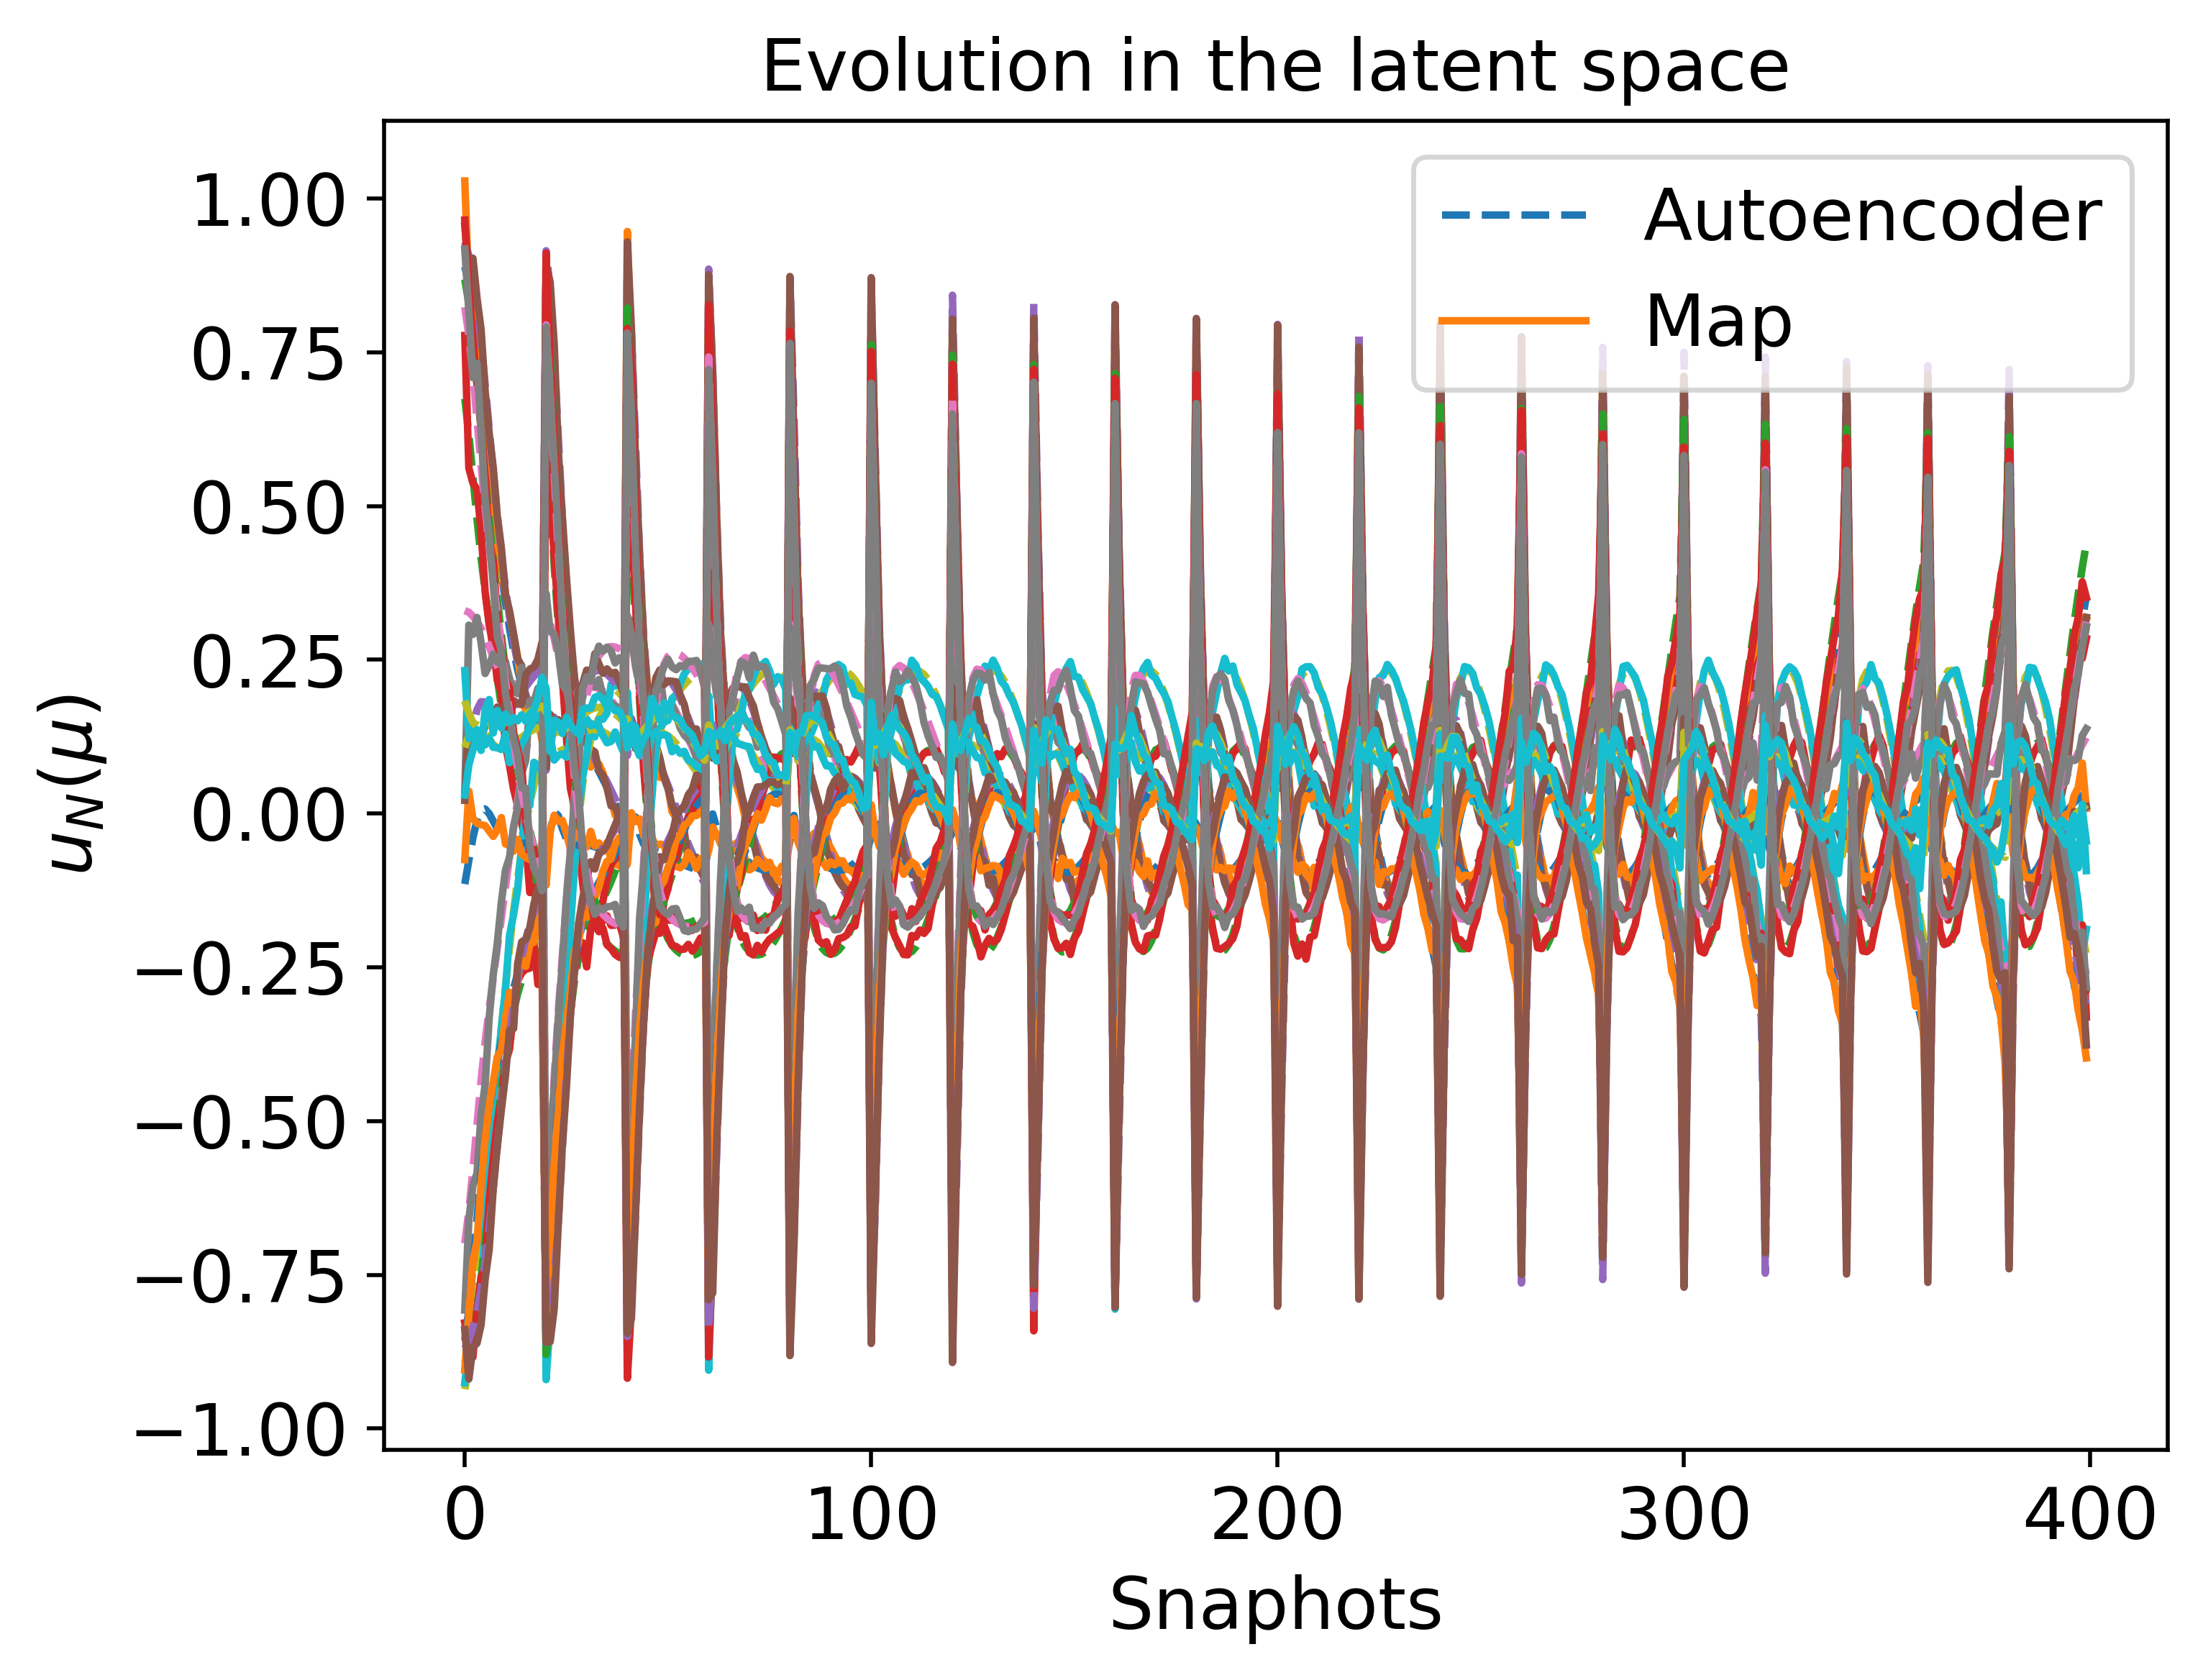 Evolution in the latent space
Autoencoder
Map
1.00
0.75
0.50
0.25
0.00
−0.25
−0.50
−0.75
−1.00
u_N(μ)
0 100 200 300 400
Snaphots